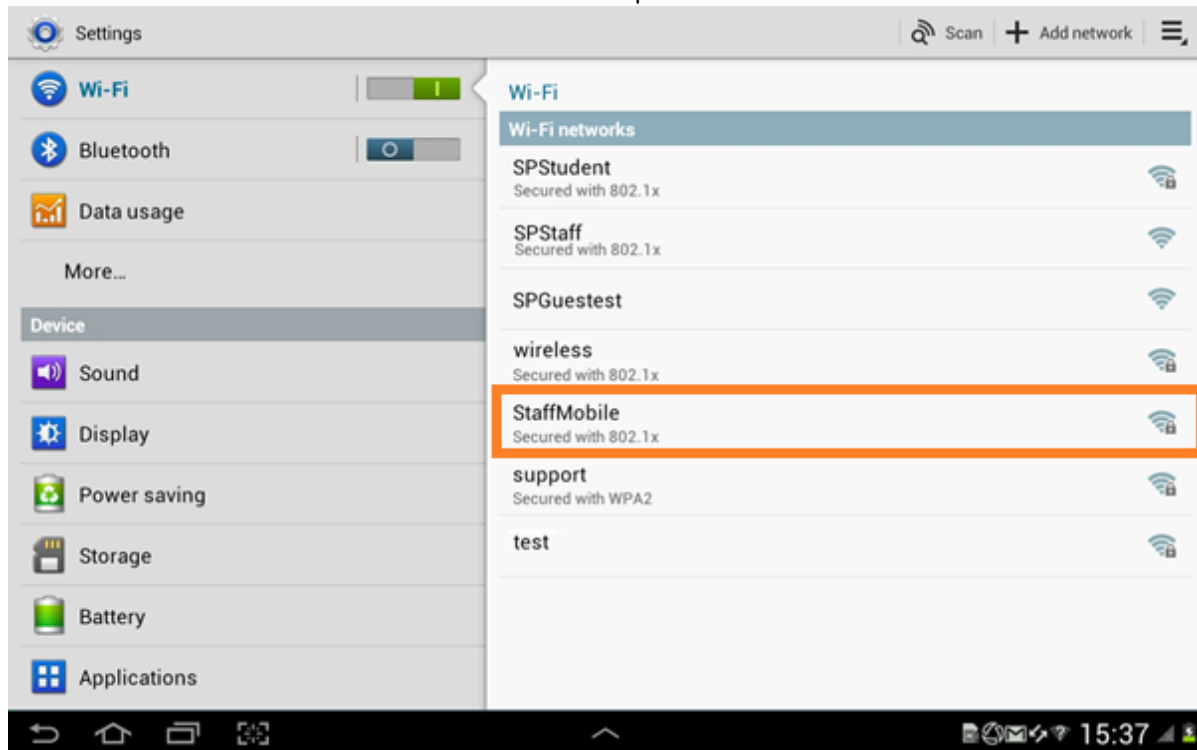 Settings
Scan
Add network
Wi-Fi
Bluetooth
Data usage
More...
Device
Sound
Display
Power saving
Storage
Battery
Applications
Wi-Fi
Wi-Fi networks
SPStudent
Secured with 802.1x
SPStaff
Secured with 802.1x
SPGuestest
wireless
Secured with 802.1x
StaffMobile
Secured with 802.1x
support
Secured with WPA2
test
15:37